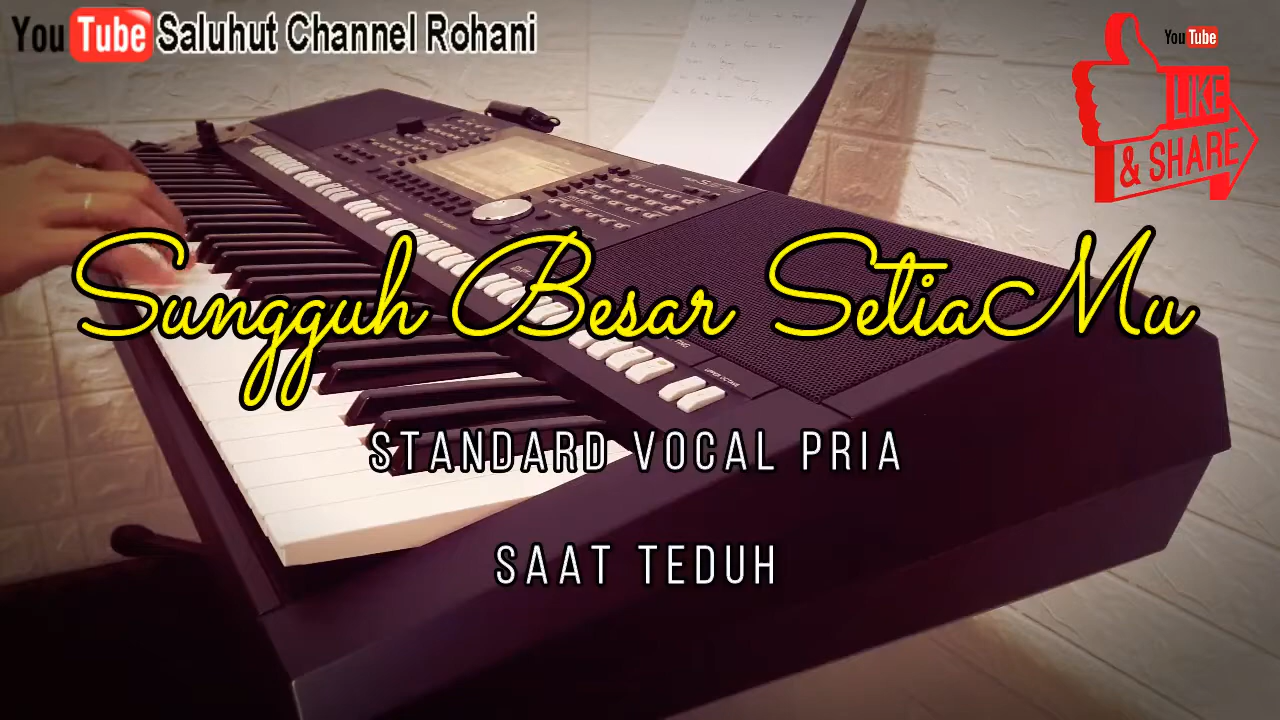 YouTube Saluhut Channel Rohani
YouTube
LIKE
& SHARE
Sungguh Besar SetiaMu
STANDARD VOCAL PRIA
SAAT TEDUH